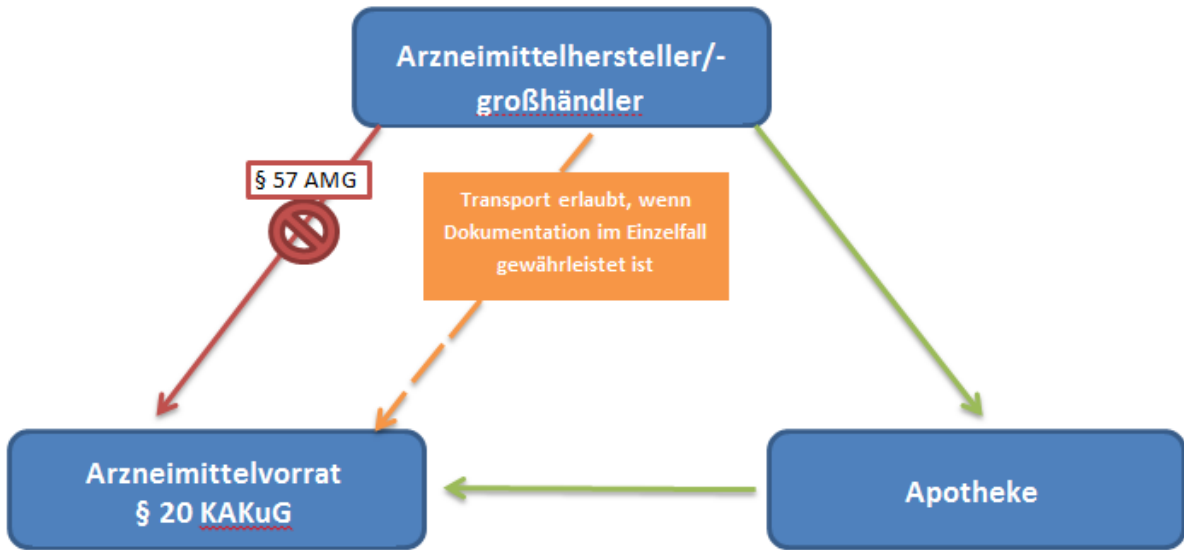 Arzneimittelhersteller/-
großhändler
§ 57 AMG
Transport erlaubt, wenn
Dokumentation im Einzelfall
gewährleistet ist
Arzneimittelvorrat
§ 20 KAKuG
Apotheke